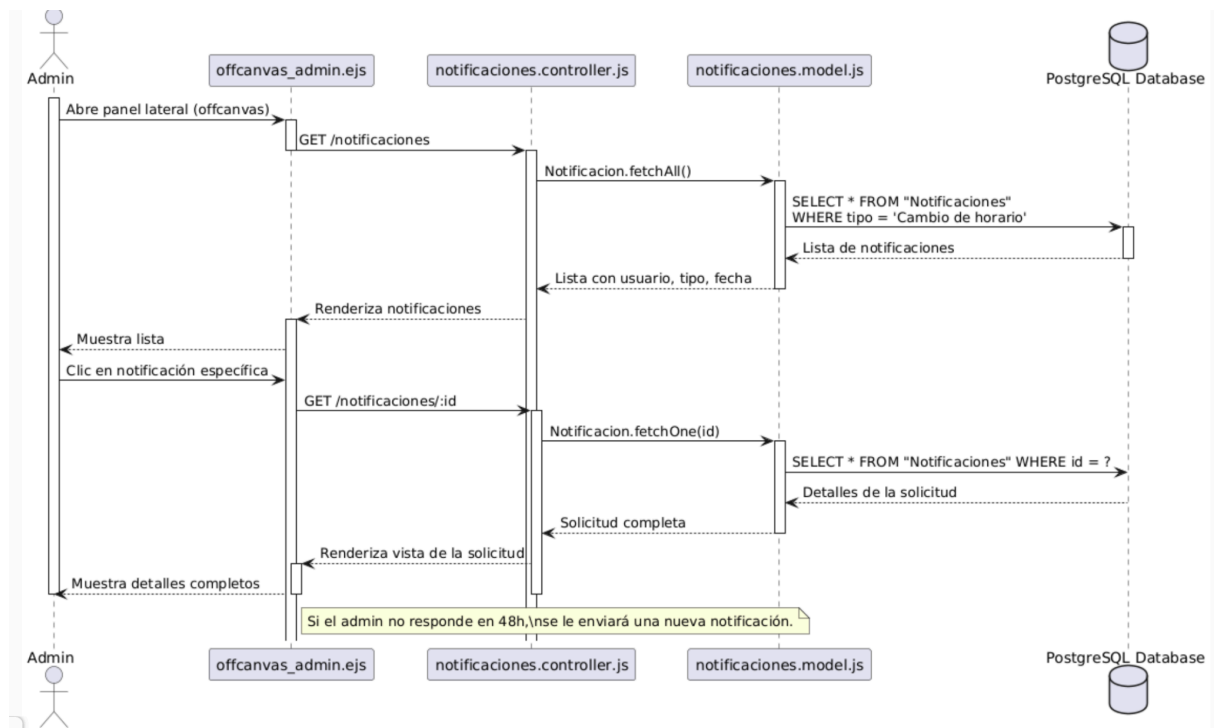 Admin
offcanvas_admin.ejs
notificaciones.controller.js
notificaciones.model.js
PostgreSQL Database
Abre panel lateral (offcanvas)
GET /notificaciones
Notificacion.fetchAll()
SELECT * FROM "Notificaciones"
WHERE tipo = 'Cambio de horario'
Lista de notificaciones
Lista con usuario, tipo, fecha
Renderiza notificaciones
Muestra lista
Clic en notificación específica
GET /notificaciones/:id
Notificacion.fetchOne(id)
SELECT * FROM "Notificaciones" WHERE id = ?
Detalles de la solicitud
Solicitud completa
Renderiza vista de la solicitud
Muestra detalles completos
Si el admin no responde en 48h,\nse le enviará una nueva notificación.
Admin
offcanvas_admin.ejs
notificaciones.controller.js
notificaciones.model.js
PostgreSQL Database